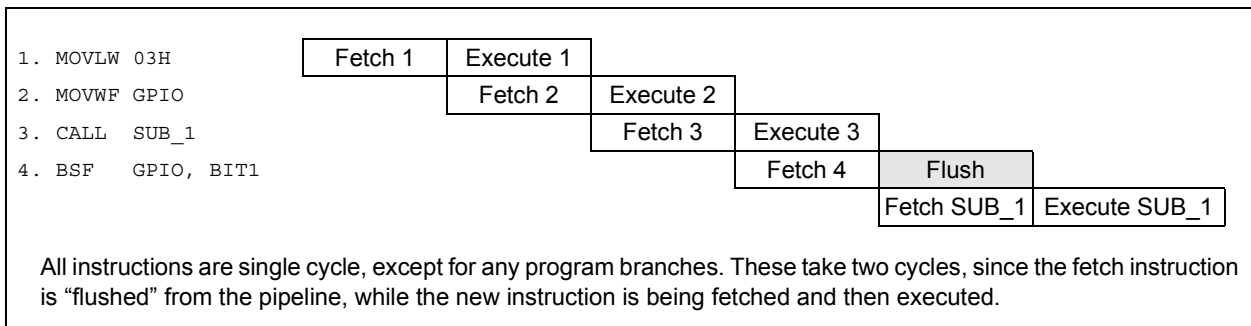 1. MOVLW 03H Fetch 1 Execute 1
2. MOVWF GPIO Fetch 2 Execute 2
3. CALL SUB_1 Fetch 3 Execute 3
4. BSF GPIO, BIT1 Fetch 4 Flush
Fetch SUB_1 Execute SUB_1
All instructions are single cycle, except for any program branches. These take two cycles, since the fetch instruction
is “flushed” from the pipeline, while the new instruction is being fetched and then executed.